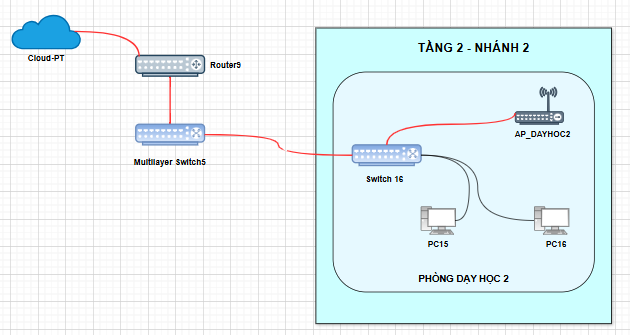 TẦNG 2 - NHÁNH 2
Cloud-PT
Router9
AP_DAYHOC2
Multilayer Switch5
Switch 16
PC15
PC16
PHÒNG DẠY HỌC 2